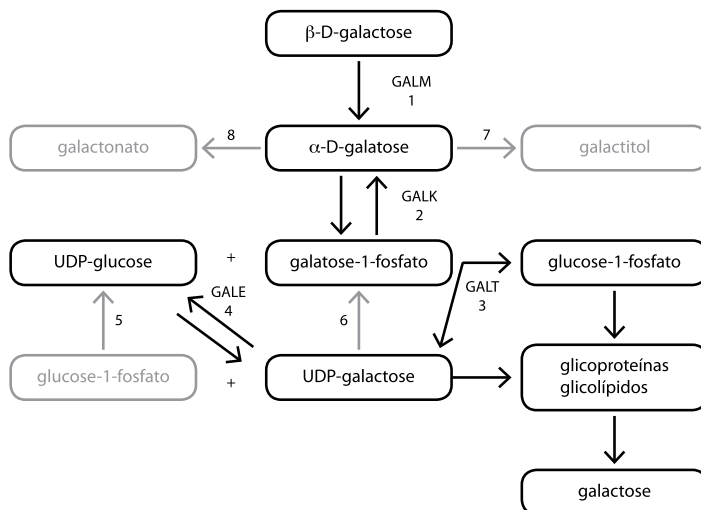 β-D-galactose
GALM
1
galactonato
8
α-D-galatose
7
galactitol
GALK
2
UDP-glucose
+
galatose-1-fosfato
glucose-1-fosfato
GALE
4
GALT
3
5
6
glucose-1-fosfato
+
UDP-galactose
glicoproteínas
glicolípidos
galactose